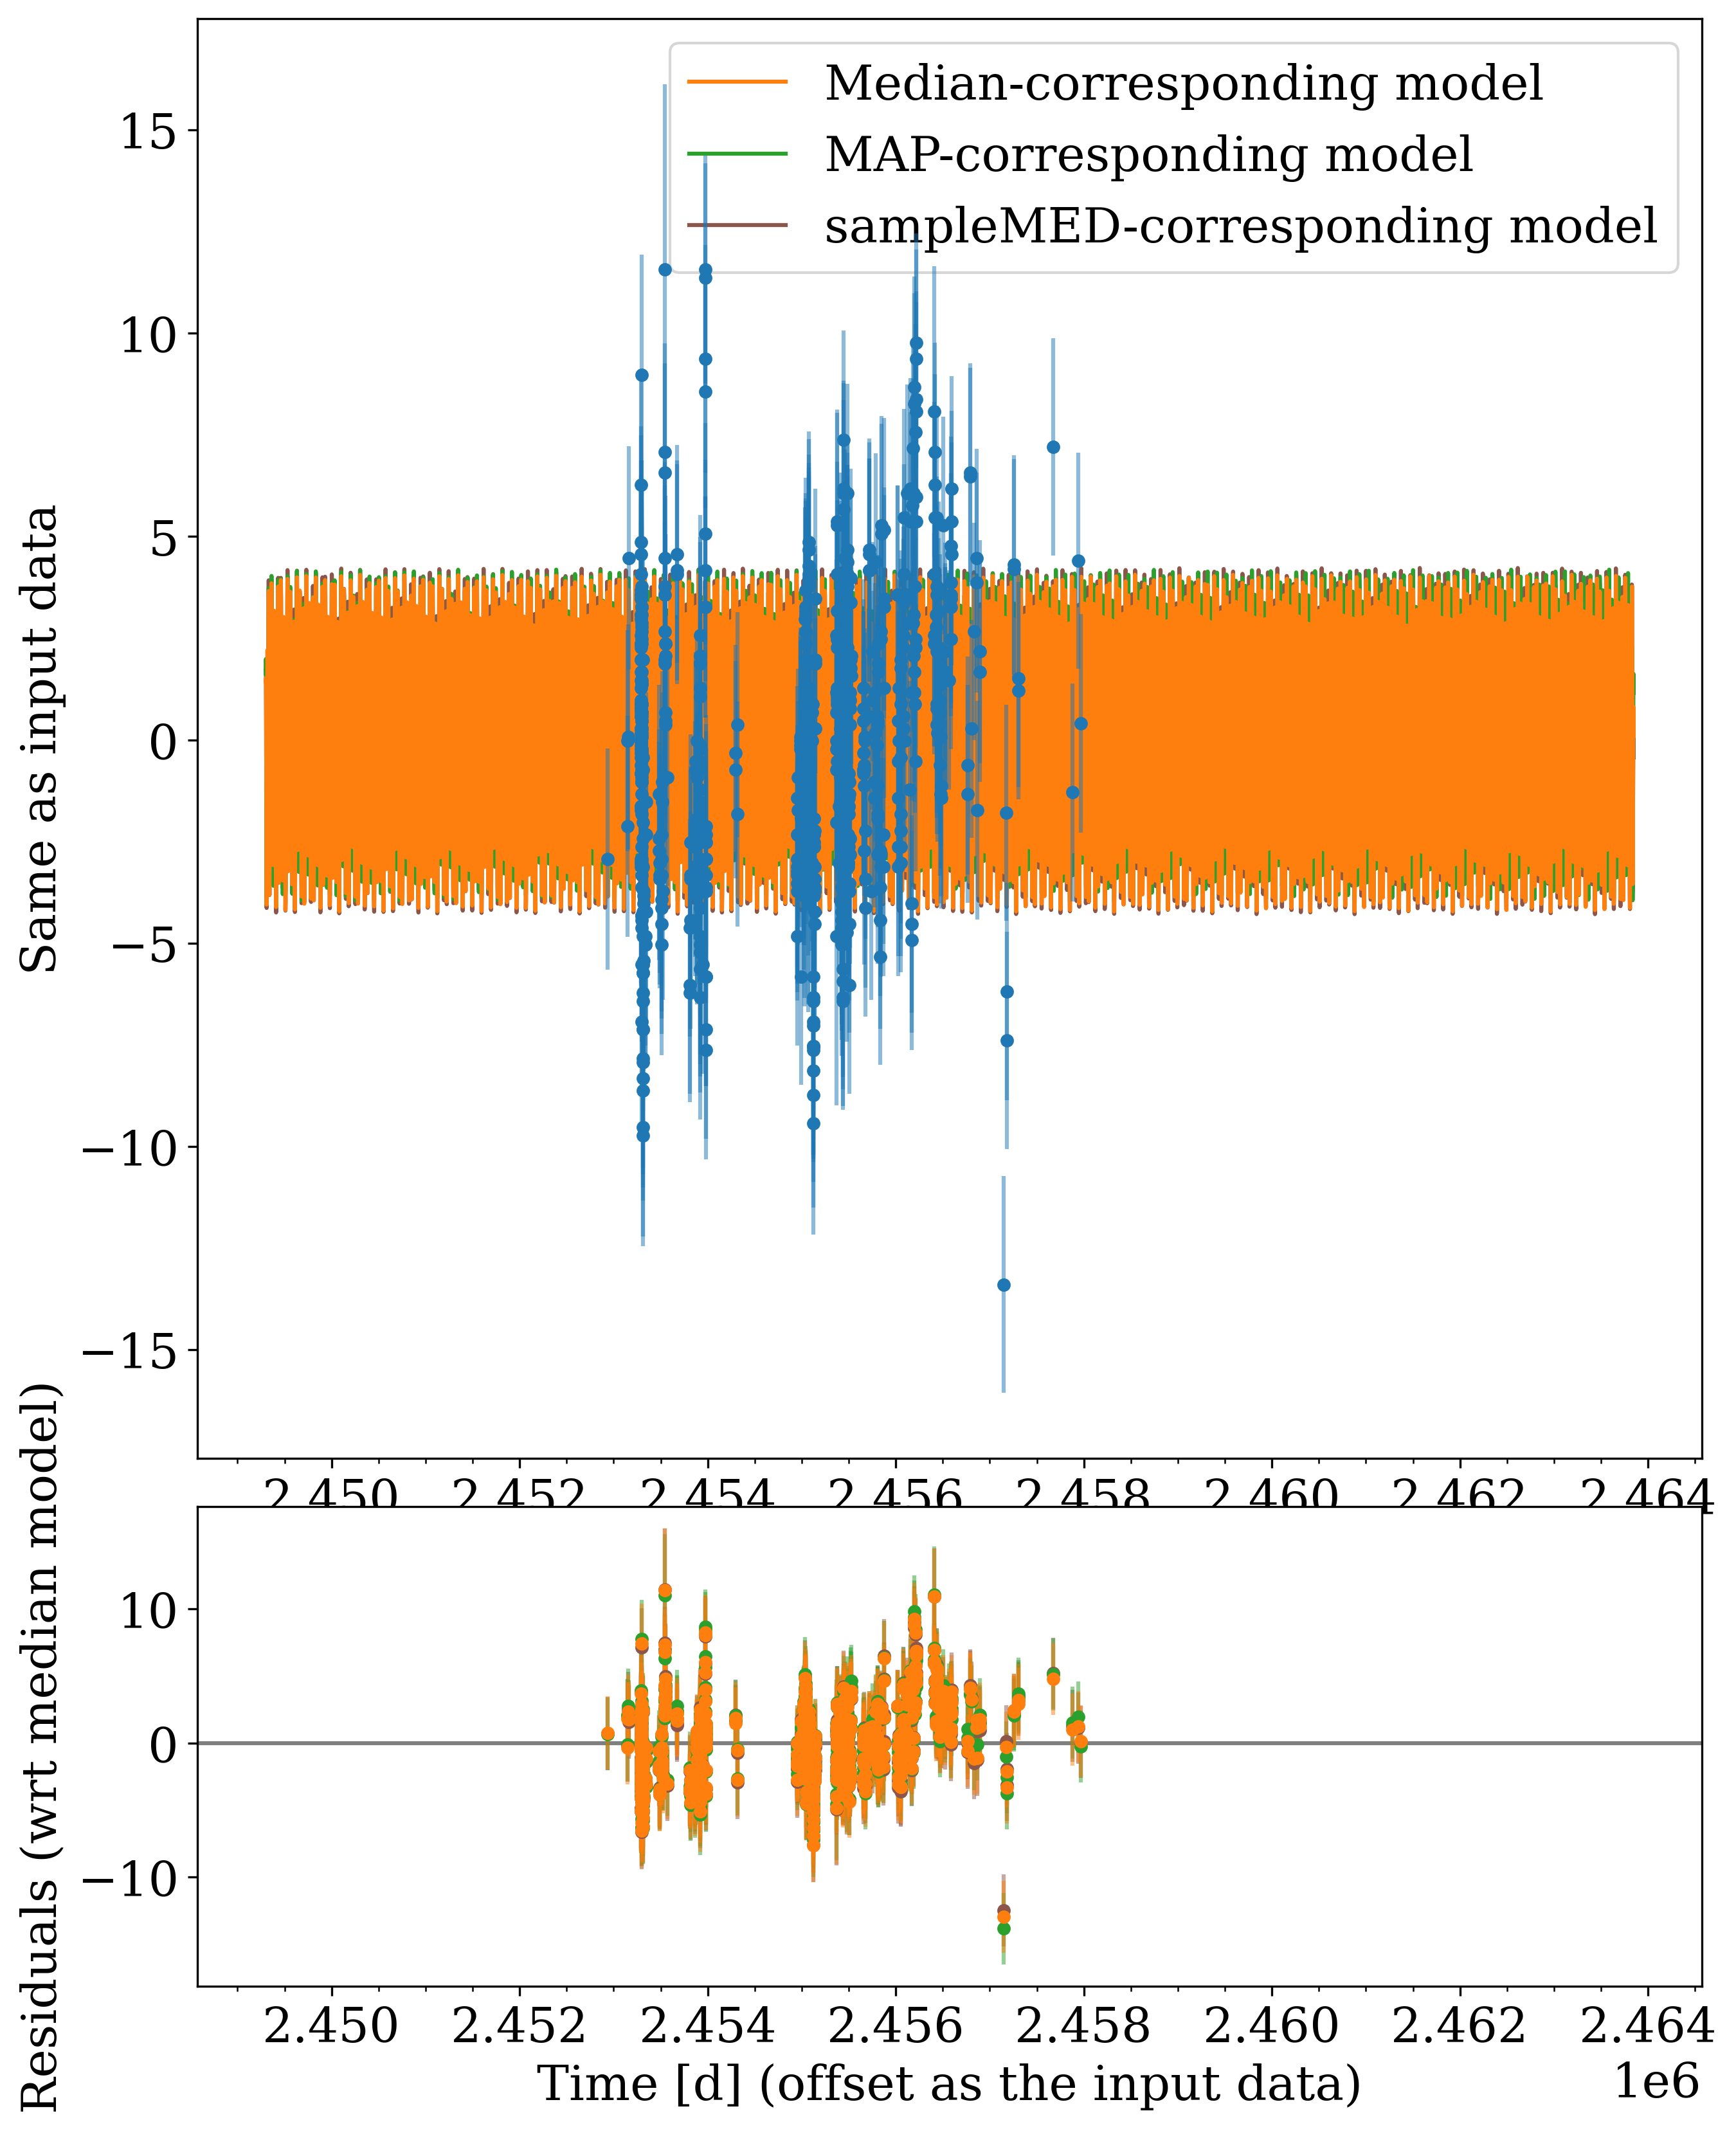 Median-corresponding model
MAP-corresponding model
sampleMED-corresponding model
15
10
5
0
−5
−10
−15
Same as input data
2.450 2.452 2.454 2.456 2.458 2.460 2.462 2.464
10
0
−10
Residuals (wrt median model)
2.450 2.452 2.454 2.456 2.458 2.460 2.462 2.464
Time [d] (offset as the input data)
1e6